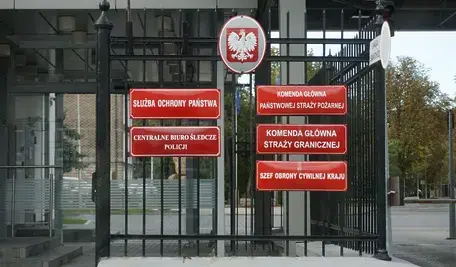 SŁUŻBA OCHRONY PAŃSTWA
CENTRALNE BIURO ŚLEDCZE
POLICJI
KOMENDA GŁÓWNA
PAŃSTWOWEJ STRAŻY POŻARNEJ
KOMENDA GŁÓWNA
STRAŻY GRANICZNEJ
SZEF OBRONY CYWILNEJ KRAJU